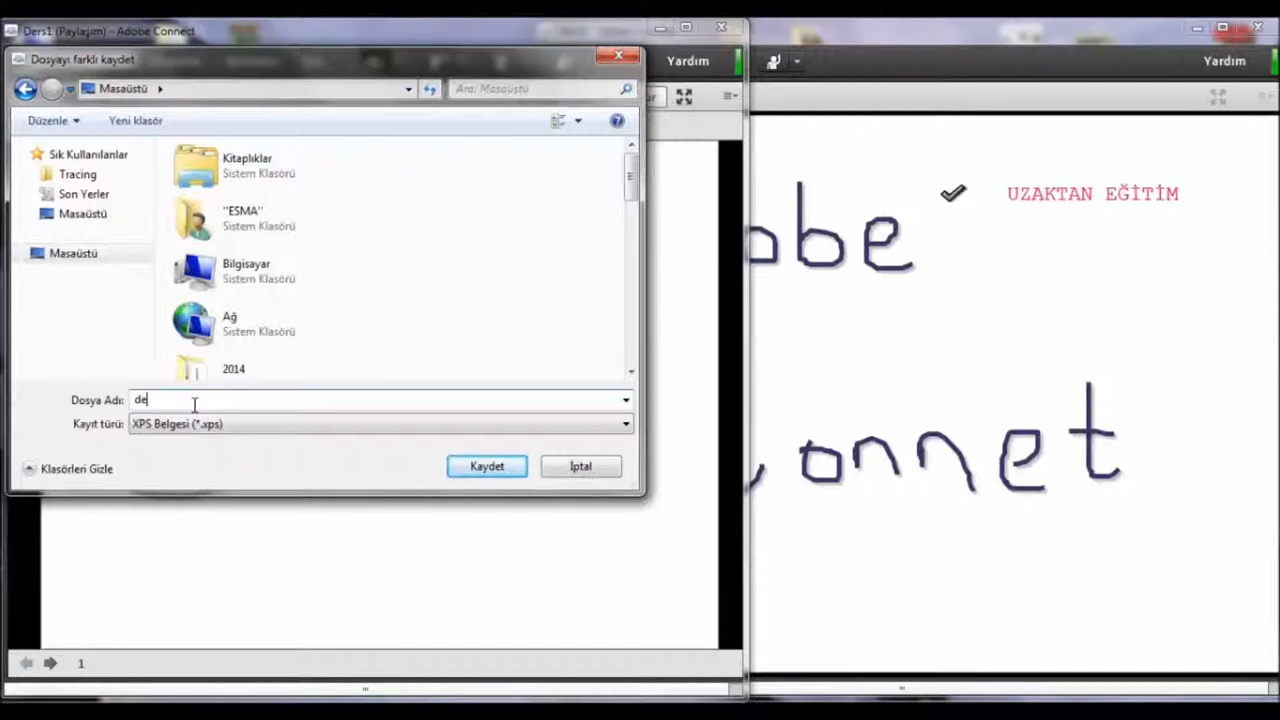 Ders1 (Paylaşım) - Adobe Connect
Dosyayı farklı kaydet
Masaüstü
Ara: Masaüstü
Düzenle
Yeni klasör
Sık Kullanılanlar
Tracing
Son Yerler
Masaüstü
Masaüstü
Kitaplıklar
Sistem Klasörü
"ESMA"
Sistem Klasörü
Bilgisayar
Sistem Klasörü
Ağ
Sistem Klasörü
2014
Dosya Adı: de
Kayıt türü: XPS Belgesi (*.xps)
Klasörleri Gizle
Kaydet
İptal
1
Yardım
ur
Yardım
UZAKTAN EĞİTİM
obe
onnet